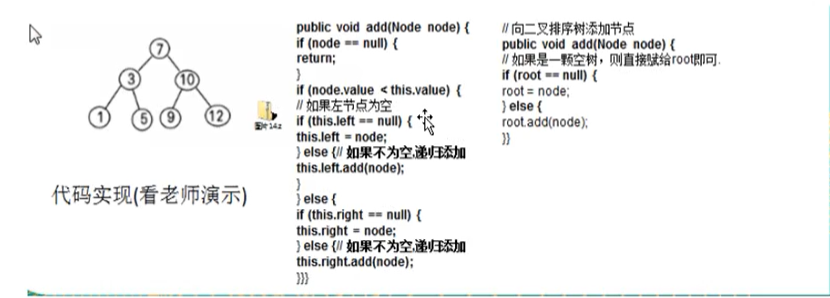 7
3
10
1
5
9
12
代码实现(看老师演示)
public void add(Node node) {
if (node == null) {
return;
}
if (node.value < this.value) {
// 如果左节点为空
if (this.left == null) {
this.left = node;
} else {// 如果不为空,递归添加
this.left.add(node);
}
} else {
if (this.right == null) {
this.right = node;
} else {// 如果不为空,递归添加
this.right.add(node);
}}}
// 向二叉排序树添加节点
public void add(Node node) {
// 如果是一颗空树，则直接赋给root即可.
if (root == null) {
root = node;
} else {
root.add(node);
}}